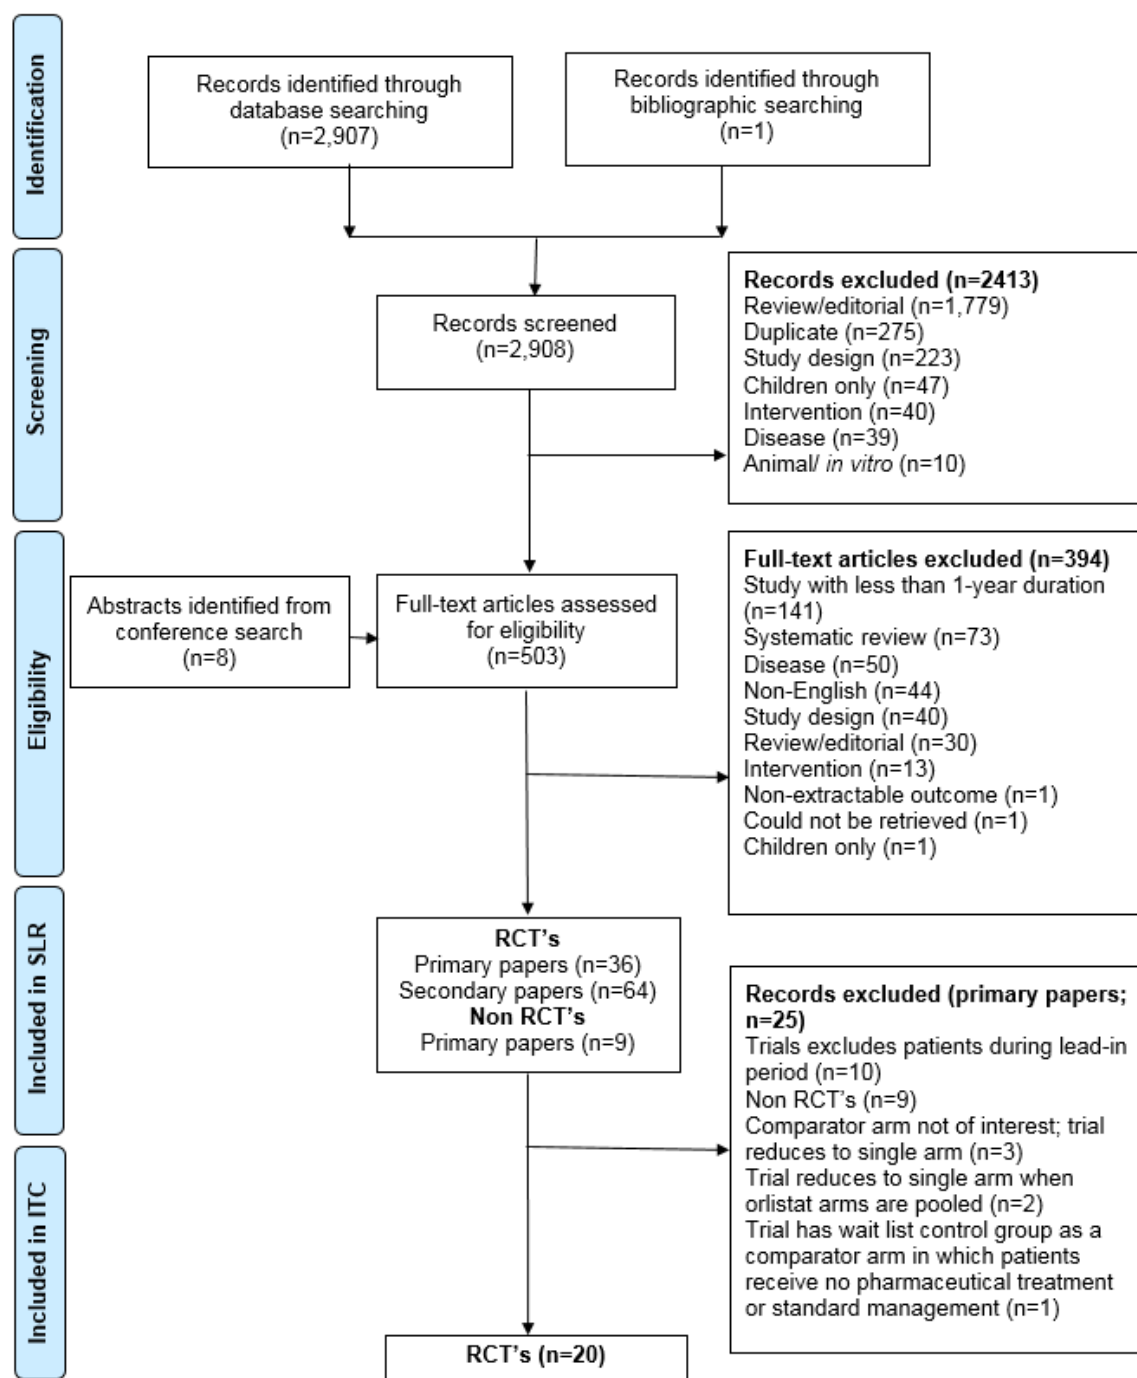 Identification
Records identified through
database searching
(n=2,907)
Records identified through
bibliographic searching
(n=1)
Screening
Records screened
(n=2,908)
Records excluded (n=2413)
Review/editorial (n=1,779)
Duplicate (n=275)
Study design (n=223)
Children only (n=47)
Intervention (n=40)
Disease (n=39)
Animal/ in vitro (n=10)
Eligibility
Abstracts identified from
conference search
(n=8)
Full-text articles assessed
for eligibility
(n=503)
Full-text articles excluded (n=394)
Study with less than 1-year duration
(n=141)
Systematic review (n=73)
Disease (n=50)
Non-English (n=44)
Study design (n=40)
Review/editorial (n=30)
Intervention (n=13)
Non-extractable outcome (n=1)
Could not be retrieved (n=1)
Children only (n=1)
Included in SLR
RCT’s
Primary papers (n=36)
Secondary papers (n=64)
Non RCT’s
Primary papers (n=9)
Records excluded (primary papers;
n=25)
Trials excludes patients during lead-in
period (n=10)
Non RCT’s (n=9)
Comparator arm not of interest; trial
reduces to single arm (n=3)
Trial reduces to single arm when
orlistat arms are pooled (n=2)
Trial has wait list control group as a
comparator arm in which patients
receive no pharmaceutical treatment
or standard management (n=1)
Included in ITC
RCT’s (n=20)